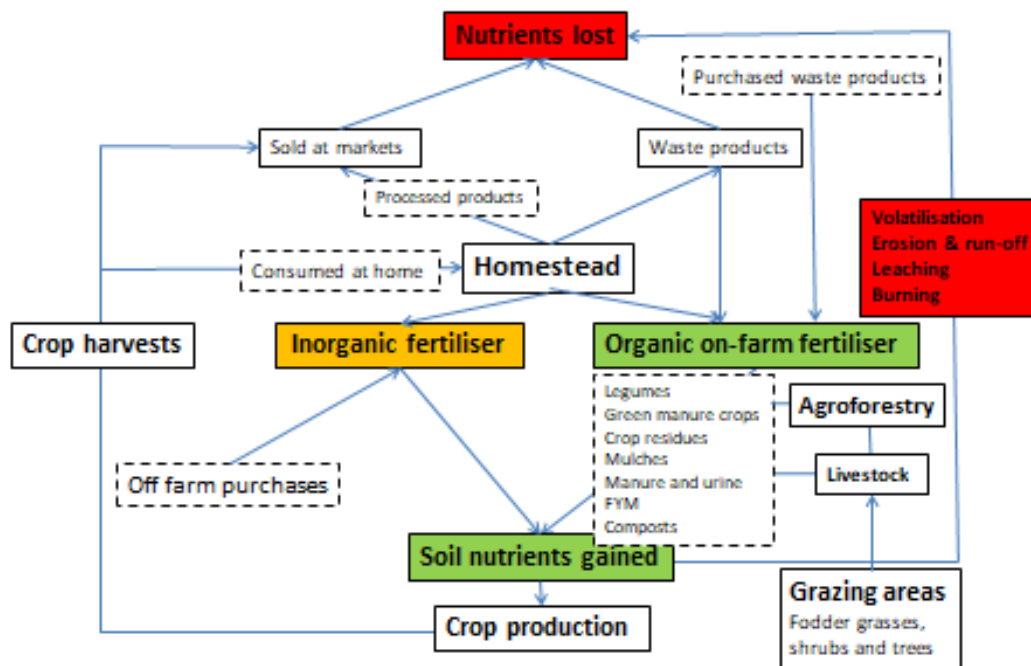 Nutrients lost
Purchased waste products
Sold at markets
Waste products
Processed products
Volatilisation
Erosion & run-off
Leaching
Burning
Consumed at home
Homestead
Crop harvests
Inorganic fertiliser
Organic on-farm fertiliser
Legumes
Green manure crops
Crop residues
Mulches
Manure and urine
FYM
Composts
Agroforestry
Livestock
Off farm purchases
Soil nutrients gained
Grazing areas
Fodder grasses,
shrubs and trees
Crop production